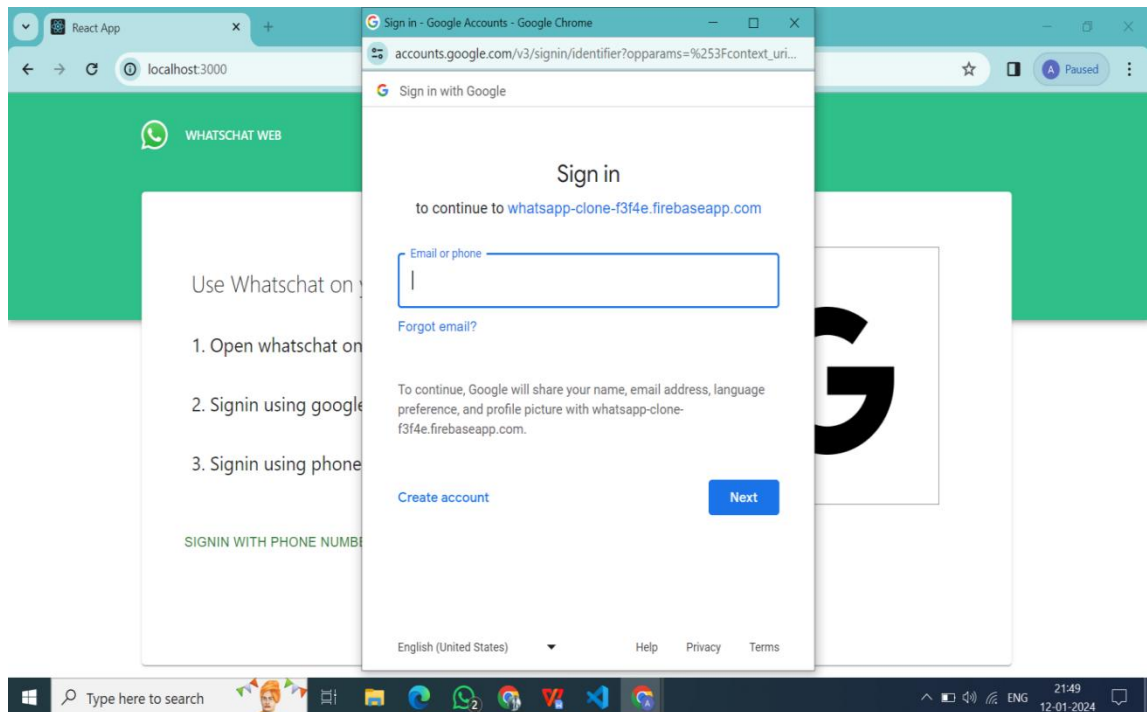 React App
Sign in - Google Accounts - Google Chrome
localhost:3000
accounts.google.com/v3/signin/identifier?opparams=%253Fcontext_uri...
A Paused
Sign in with Google
WHATSCHAT WEB
Sign in
to continue to whatsapp-clone-f3f4e.firebaseapp.com
Email or phone
Forgot email?
To continue, Google will share your name, email address, language
preference, and profile picture with whatsapp-clone-
f3f4e.firebaseapp.com.
Create account
Next
English (United States)
Help Privacy Terms
Use Whatschat on
1. Open whatschat on
2. Signin using google
3. Signin using phone
SIGNIN WITH PHONE NUMBE
G
Type here to search
2
ENG
21:49
12-01-2024